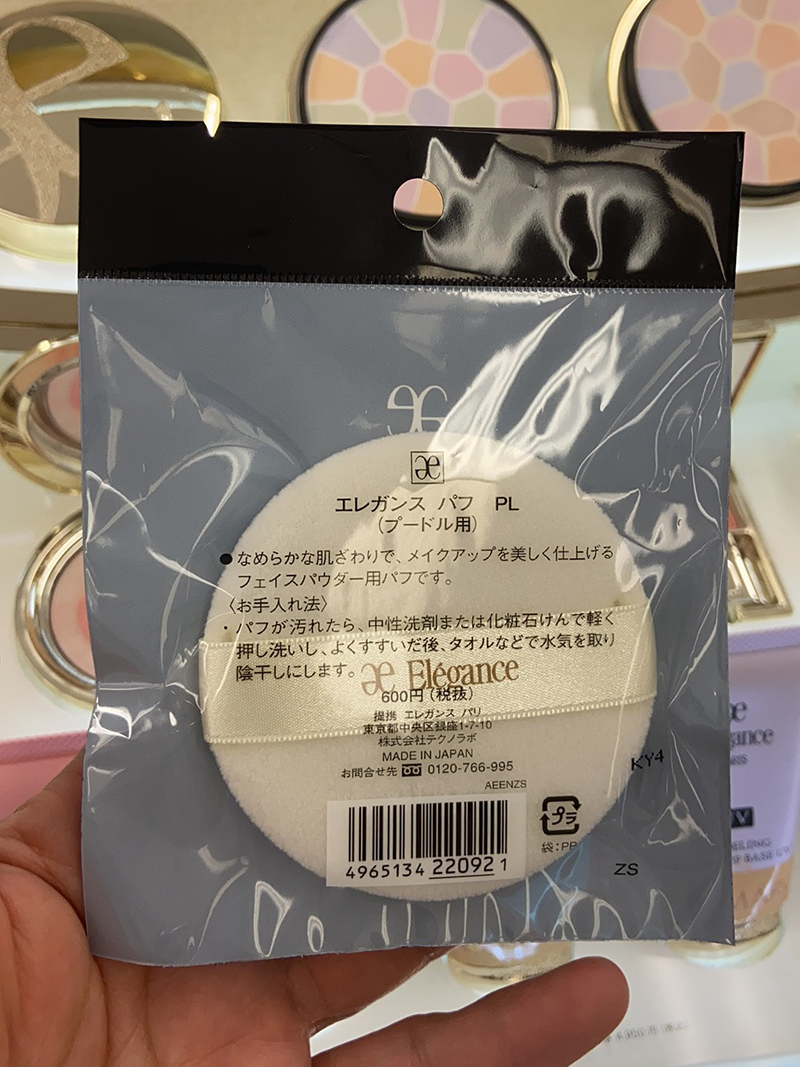 æ
エレガンス パフ PL
(プードル用)
●なめらかな肌ざわりで、メイクアップを美しく仕上げる
フェイスパウダー用パフです。
〈お手入れ法〉
・パフが汚れたら、中性洗剤または化粧石けんで軽く
押し洗いし、よくすすいだ後、タオルなどで水気を取り
陰干しにします。
æ Elégance
600円(税抜)
提携 エレガンス パリ
東京都中央区銀座1-7-10
株式会社テクノラボ
MADE IN JAPAN
お問合せ先 0120-766-995
AEENZS
KY4
プラ
袋:PP
4965134 220921
ZS
æ